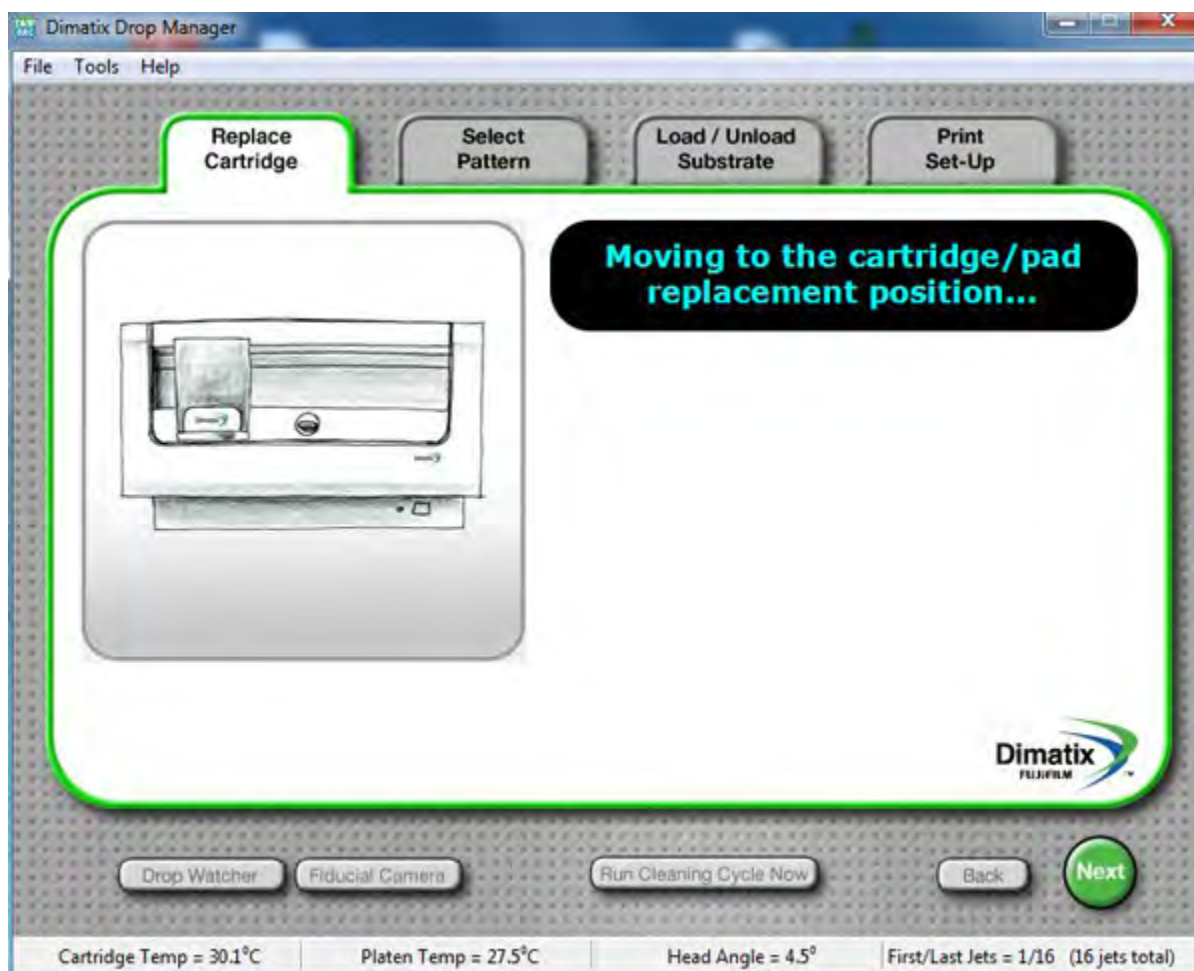 Dimatix Drop Manager
File Tools Help
Replace
Cartridge
Select
Pattern
Load / Unload
Substrate
Print
Set-Up
Moving to the cartridge/pad
replacement position...
Dimatix
FUJIFILM
Drop Watcher
Fiducial Camera
Run Cleaning Cycle Now
Back
Next
Cartridge Temp = 30.1°C
Platen Temp = 27.5°C
Head Angle = 4.5°
First/Last Jets = 1/16 (16 jets total)